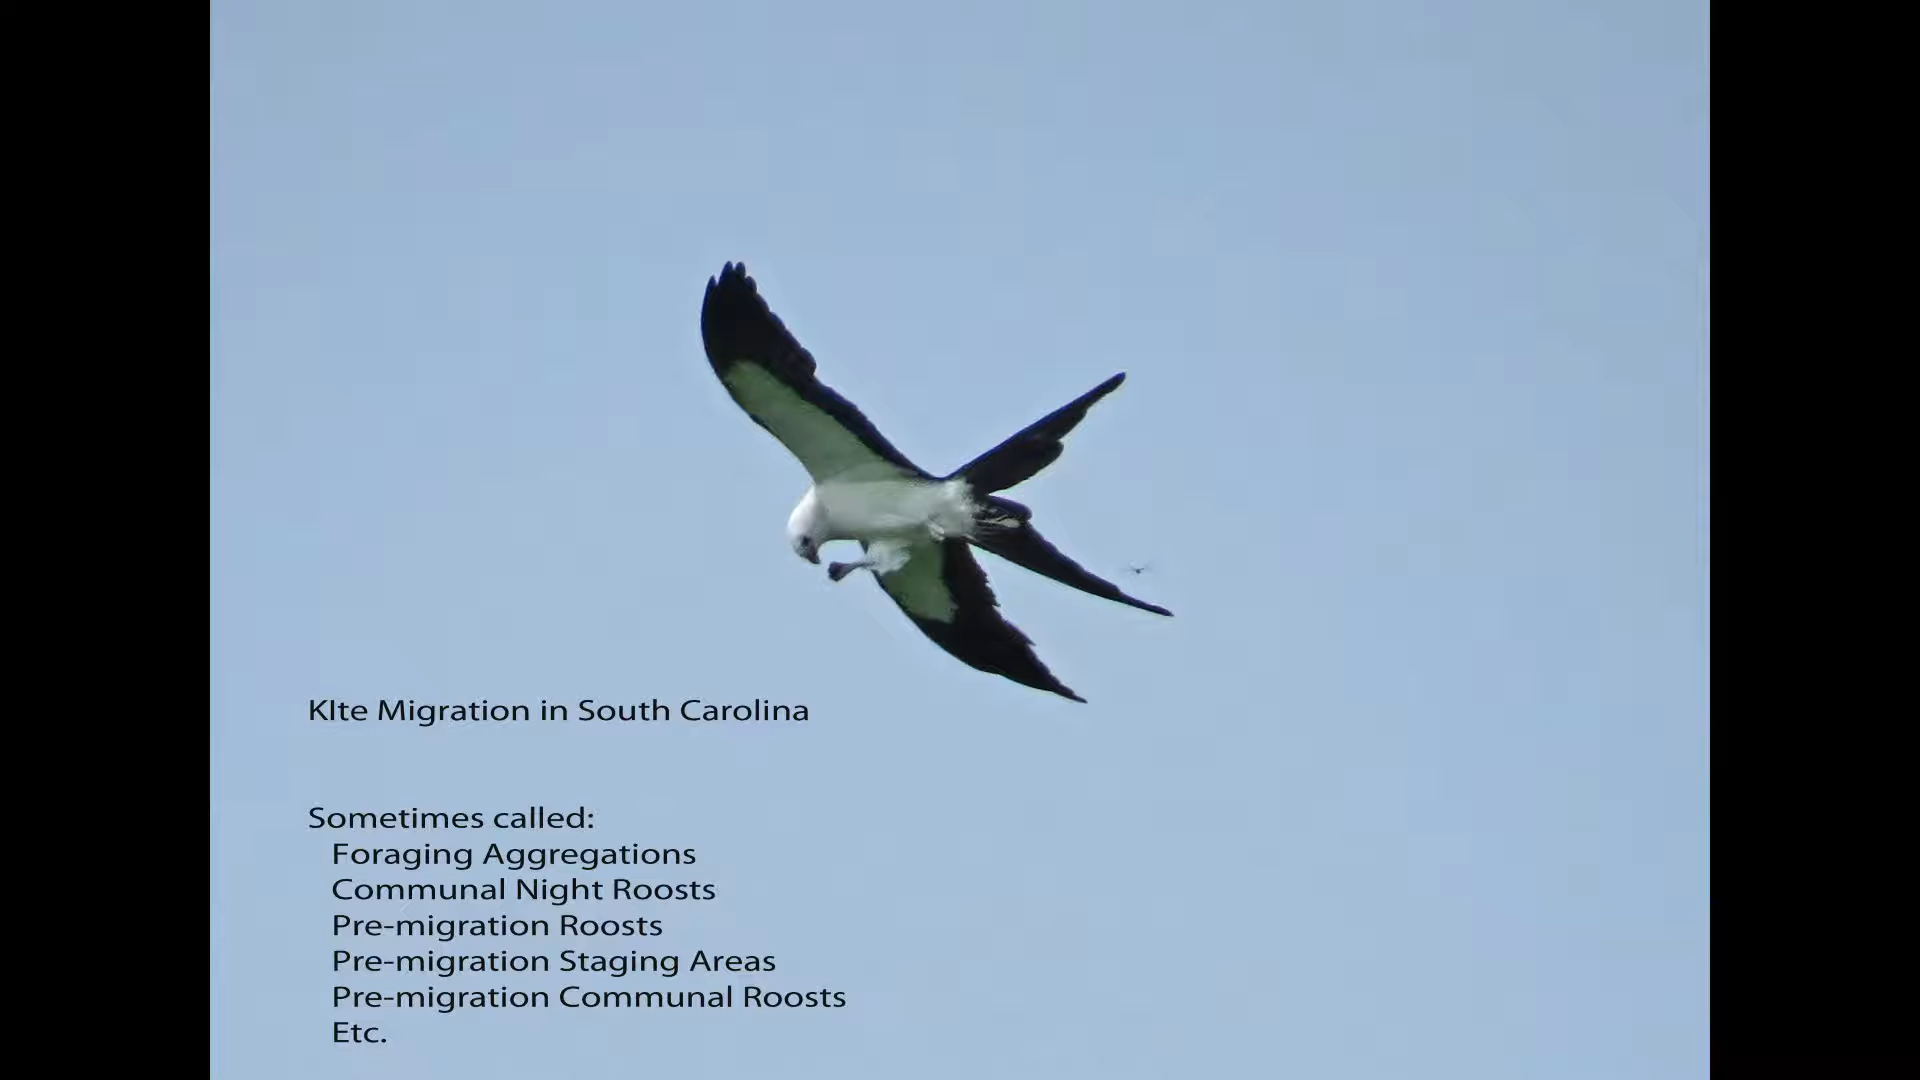 KIte Migration in South Carolina
Sometimes called:
Foraging Aggregations
Communal Night Roosts
Pre-migration Roosts
Pre-migration Staging Areas
Pre-migration Communal Roosts
Etc.